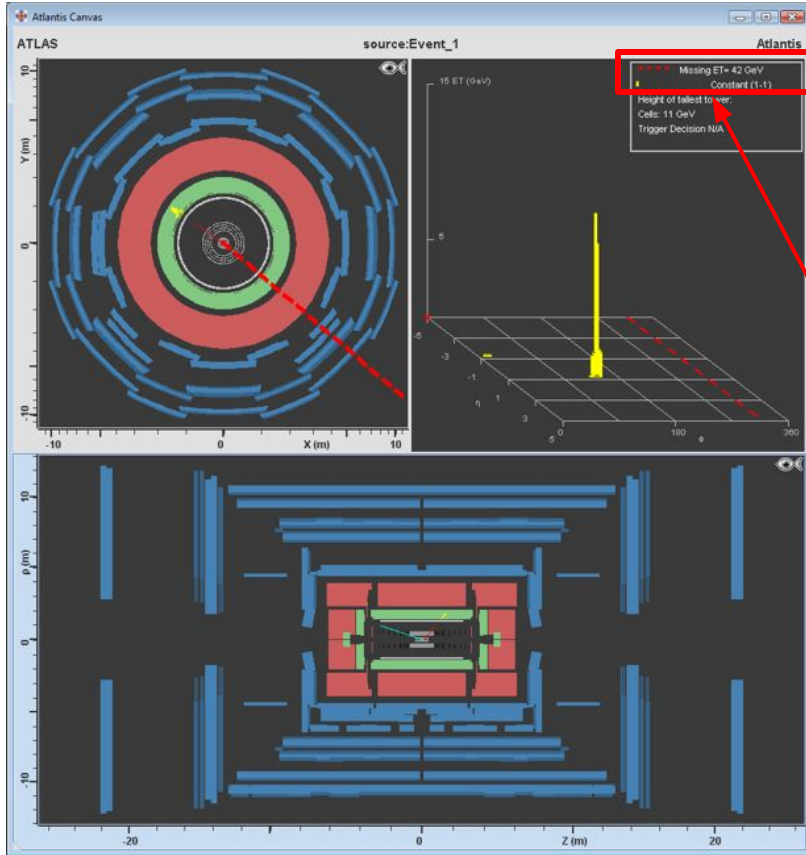 Atlantis Canvas
ATLAS source:Event_1 Atlantis
10
0
-10
Y (m)
-10 0 X (m) 10
15 ET (GeV)
5
Missing ET= 42 GeV
Constant (1-1)
Height of tallest tower:
Cells: 11 GeV
Trigger Decision N/A
-5
-3
-1
1
η
3
5
0 180 Φ 360
10
ρ (m)
0
-10
-20 0 Z (m) 20